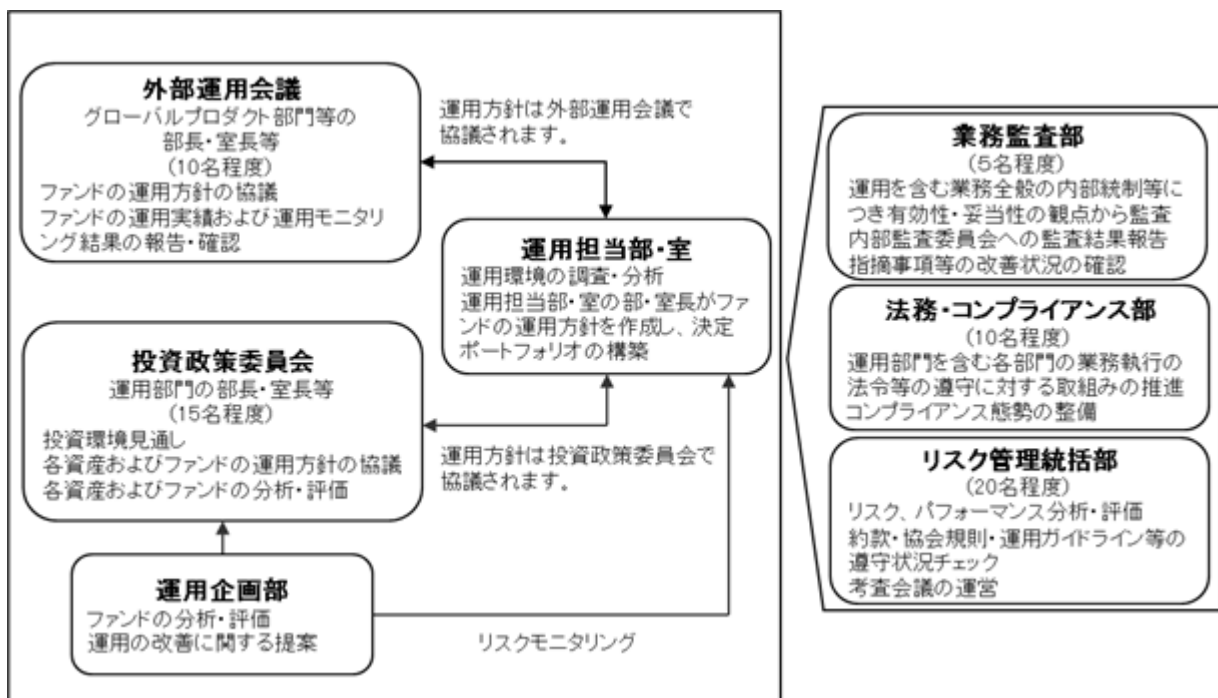 外部運用会議
グローバルプロダクト部門等の
部長・室長等
(10名程度)
ファンドの運用方針の協議
ファンドの運用実績および運用モニタリ
ング結果の報告・確認
運用方針は外部運用会議で
協議されます。
運用担当部・室
運用環境の調査・分析
運用担当部・室の部・室長がファ
ンドの運用方針を作成し、決定
ポートフォリオの構築
投資政策委員会
運用部門の部長・室長等
(15名程度)
投資環境見通し
各資産およびファンドの運用方針の協議
各資産およびファンドの分析・評価
運用方針は投資政策委員会で
協議されます。
運用企画部
ファンドの分析・評価
運用の改善に関する提案
リスクモニタリング
業務監査部
(5名程度)
運用を含む業務全般の内部統制等に
つき有効性・妥当性の観点から監査
内部監査委員会への監査結果報告
指摘事項等の改善状況の確認
法務・コンプライアンス部
(10名程度)
運用部門を含む各部門の業務執行の
法令等の遵守に対する取組みの推進
コンプライアンス態勢の整備
リスク管理統括部
(20名程度)
リスク、パフォーマンス分析・評価
約款・協会規則・運用ガイドライン等の
遵守状況チェック
考査会議の運営